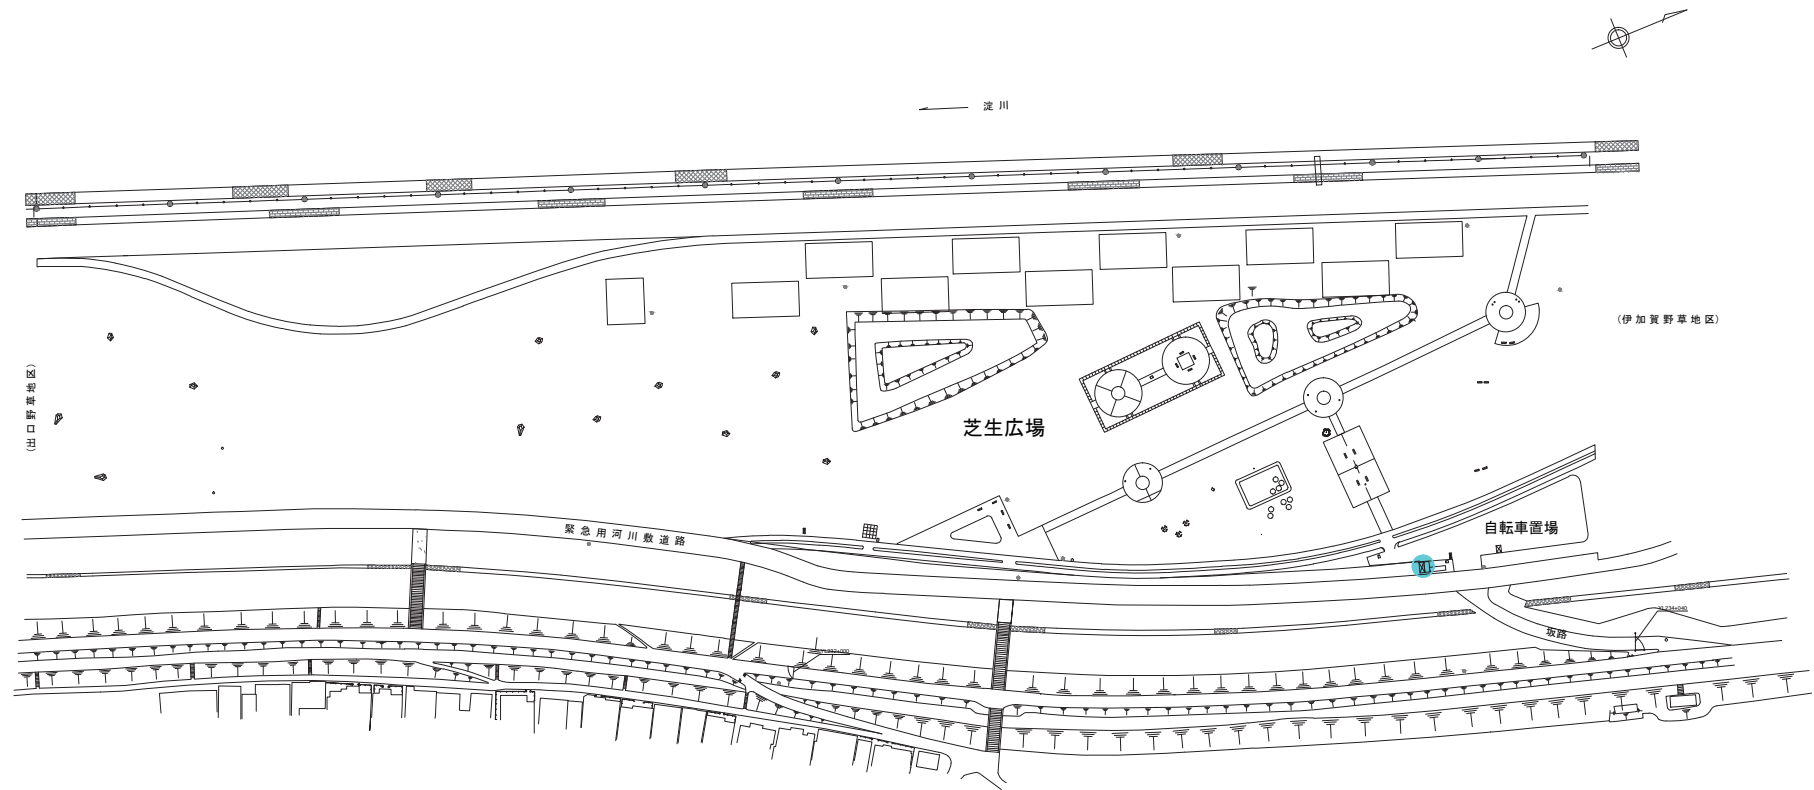 淀川
（伊加賀野草地区）
（出口野草地区）
芝生広場
緊急用河川敷道路
自転車置場
坂路